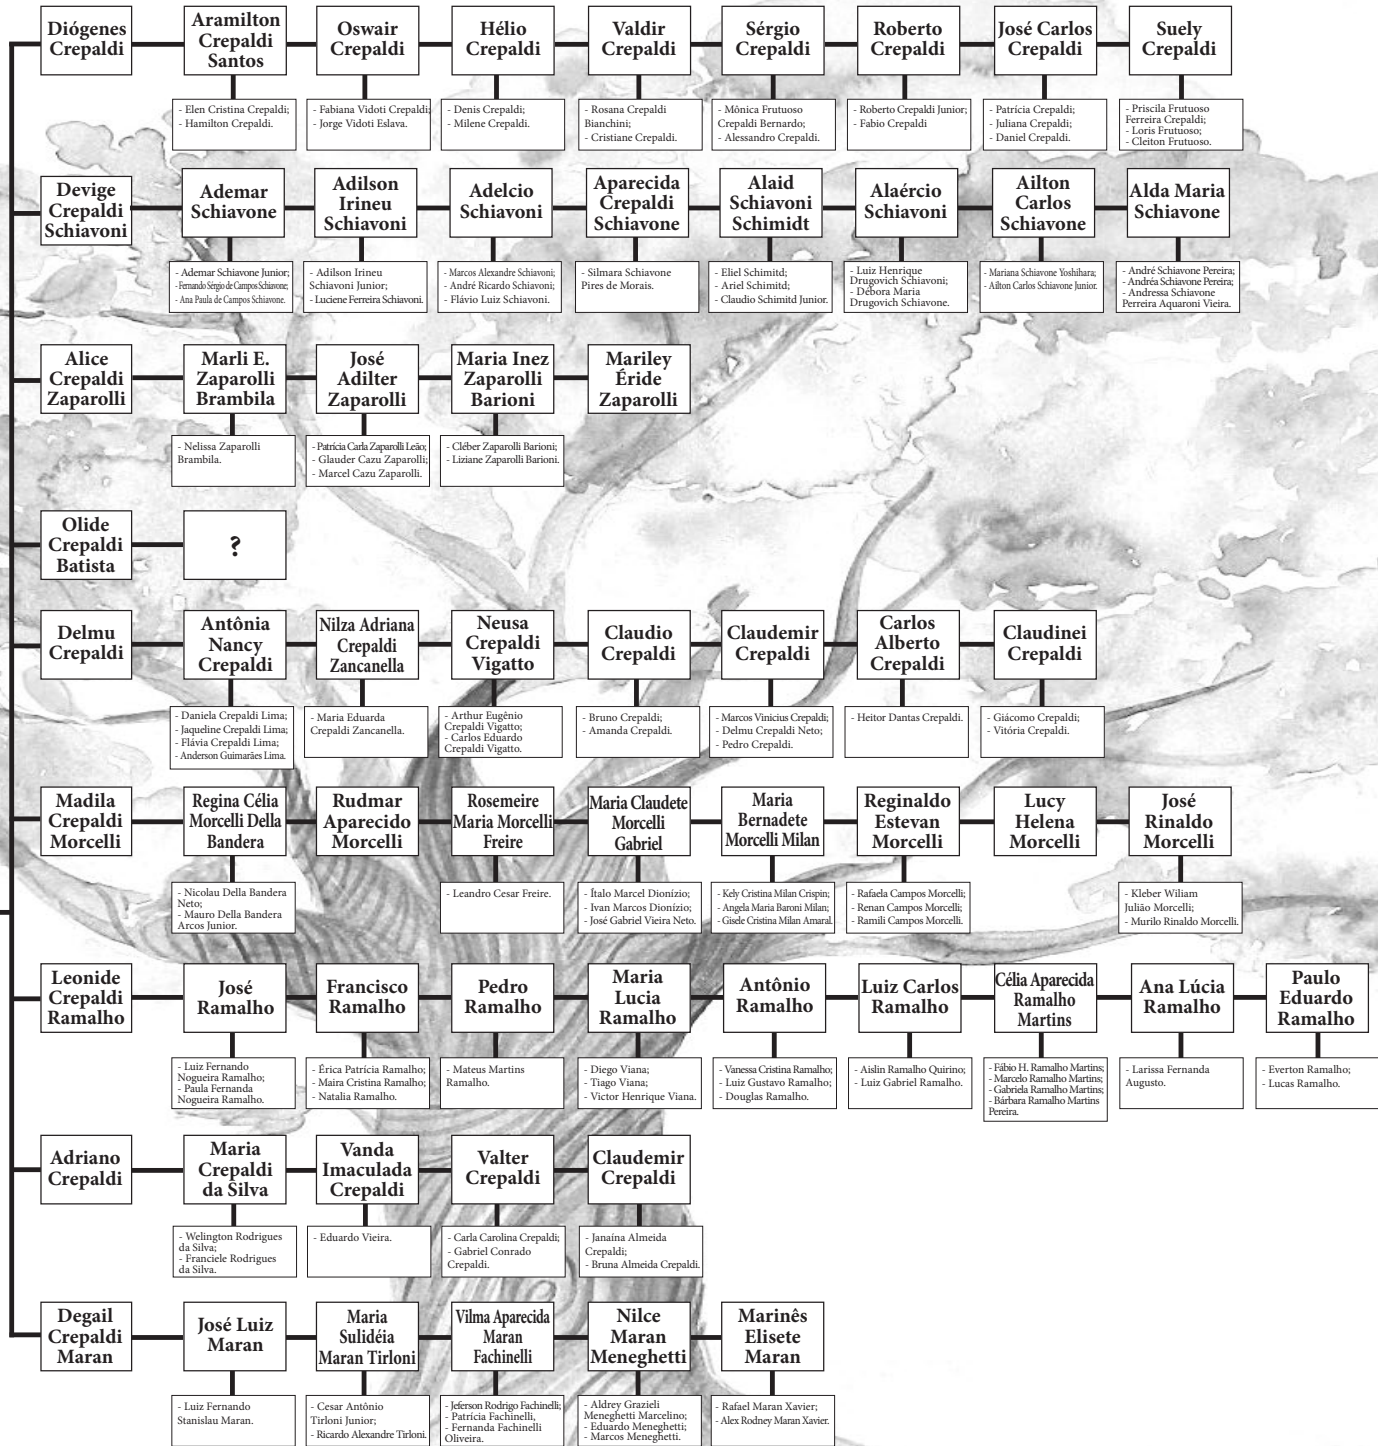 Diógenes
Crepaldi
Aramilton
Crepaldi
Santos
Oswair
Crepaldi
Hélio
Crepaldi
Valdir
Crepaldi
Sérgio
Crepaldi
Roberto
Crepaldi
José Carlos
Crepaldi
Suely
Crepaldi
- Elen Cristina Crepaldi;
- Hamilton Crepaldi.
- Fabiana Vidoti Crepaldi;
- Jorge Vidoti Eslava.
- Denis Crepaldi;
- Milene Crepaldi.
- Rosana Crepaldi
Bianchini;
- Cristiane Crepaldi.
- Mônica Frutuoso
Crepaldi Bernardo;
- Alessandro Crepaldi.
- Roberto Crepaldi Junior;
- Fabio Crepaldi
- Patrícia Crepaldi;
- Juliana Crepaldi;
- Daniel Crepaldi.
- Priscila Frutuoso
Ferreira Crepaldi;
- Loris Frutuoso;
- Cleiton Frutuoso.
Devige
Crepaldi
Schiavoni
Ademar
Schiavone
Adilson
Irineu
Schiavoni
Adelcio
Schiavoni
Aparecida
Crepaldi
Schiavone
Alaid
Schiavoni
Schimidt
Alaércio
Schiavoni
Ailton
Carlos
Schiavone
Alda Maria
Schiavone
- Ademar Schiavone Junior;
- Fernando Sérgio de Campos Schiavone;
- Ana Paula de Campos Schiavone.
- Adilson Irineu
Schiavoni Junior;
- Luciene Ferreira Schiavoni.
- Marcos Alexandre Schiavoni;
- André Ricardo Schiavoni;
- Flávio Luiz Schiavoni.
- Silmara Schiavone
Pires de Morais.
- Eliel Schimitd;
- Ariel Schimitd;
- Claudio Schimitd Junior.
- Luiz Henrique
Drugovich Schiavoni;
- Débora Maria
Drugovich Schiavone.
- Mariana Schiavone Yoshihara;
- Ailton Carlos Schiavone Junior.
- André Schiavone Pereira;
- Andréa Schiavone Pereira;
- Andressa Schiavone
Perreira Aquaroni Vieira.
Alice
Crepaldi
Zaparolli
Marli E.
Zaparolli
Brambila
José
Adilter
Zaparolli
Maria Inez
Zaparolli
Barioni
Mariley
Éride
Zaparolli
- Nelissa Zaparolli
Brambila.
- Patrícia Carla Zaparolli Leão;
- Glauder Cazu Zaparolli;
- Marcel Cazu Zaparolli.
- Cléber Zaparolli Barioni;
- Liziane Zaparolli Barioni.
Olide
Crepaldi
Batista
?
Delmu
Crepaldi
Antônia
Nancy
Crepaldi
Nilza Adriana
Crepaldi
Zancanella
Neusa
Crepaldi
Vigatto
Claudio
Crepaldi
Claudemir
Crepaldi
Carlos
Alberto
Crepaldi
Claudinei
Crepaldi
- Daniela Crepaldi Lima;
- Jaqueline Crepaldi Lima;
- Flávia Crepaldi Lima;
- Anderson Guimarães Lima.
- Maria Eduarda
Crepaldi Zancanella.
- Arthur Eugênio
Crepaldi Vigatto;
- Carlos Eduardo
Crepaldi Vigatto.
- Bruno Crepaldi;
- Amanda Crepaldi.
- Marcos Vinicius Crepaldi;
- Delmu Crepaldi Neto;
- Pedro Crepaldi.
- Heitor Dantas Crepaldi.
- Giácomo Crepaldi;
- Vitória Crepaldi.
Madila
Crepaldi
Morcelli
Regina Célia
Morcelli Della
Bandera
Rudmar
Aparecido
Morcelli
Rosemeire
Maria Morcelli
Freire
Maria Claudete
Morcelli
Gabriel
Maria
Bernadete
Morcelli Milan
Reginaldo
Estevan
Morcelli
Lucy
Helena
Morcelli
José
Rinaldo
Morcelli
- Nicolau Della Bandera
Neto;
- Mauro Della Bandera
Arcos Junior.
- Leandro Cesar Freire.
- Ítalo Marcel Dionízio;
- Ivan Marcos Dionízio;
- José Gabriel Vieira Neto.
- Kely Cristina Milan Crispin;
- Angela Maria Baroni Milan;
- Gisele Cristina Milan Amaral.
- Rafaela Campos Morcelli;
- Renan Campos Morcelli;
- Ramili Campos Morcelli.
- Kleber Wiliam
Julião Morcelli;
- Murilo Rinaldo Morcelli.
Leonide
Crepaldi
Ramalho
José
Ramalho
Francisco
Ramalho
Pedro
Ramalho
Maria
Lucia
Ramalho
Antônio
Ramalho
Luiz Carlos
Ramalho
Célia Aparecida
Ramalho
Martins
Ana Lúcia
Ramalho
Paulo
Eduardo
Ramalho
- Luiz Fernando
Nogueira Ramalho;
- Paula Fernanda
Nogueira Ramalho.
- Érica Patrícia Ramalho;
- Maira Cristina Ramalho;
- Natalia Ramalho.
- Mateus Martins
Ramalho.
- Diego Viana;
- Tiago Viana;
- Victor Henrique Viana.
- Vanessa Cristina Ramalho;
- Luiz Gustavo Ramalho;
- Douglas Ramalho.
- Aislin Ramalho Quirino;
- Luiz Gabriel Ramalho.
- Fábio H. Ramalho Martins;
- Marcelo Ramalho Martins;
- Gabriela Ramalho Martins;
- Bárbara Ramalho Martins
Pereira.
- Larissa Fernanda
Augusto.
- Everton Ramalho;
- Lucas Ramalho.
Adriano
Crepaldi
Maria
Crepaldi
da Silva
Vanda
Imaculada
Crepaldi
Valter
Crepaldi
Claudemir
Crepaldi
- Welington Rodrigues
da Silva;
- Franciele Rodrigues
da Silva.
- Eduardo Vieira.
- Carla Carolina Crepaldi;
- Gabriel Conrado
Crepaldi.
- Janaína Almeida
Crepaldi;
- Bruna Almeida Crepaldi.
Degail
Crepaldi
Maran
José Luiz
Maran
Maria
Sulidéia
Maran Tirloni
Vilma Aparecida
Maran
Fachinelli
Nilce
Maran
Meneghetti
Marinês
Elisete
Maran
- Luiz Fernando
Stanislau Maran.
- Cesar Antônio
Tirloni Junior;
- Ricardo Alexandre Tirloni.
- Jeferson Rodrigo Fachinelli;
- Patrícia Fachinelli,
- Fernanda Fachinelli
Oliveira.
- Aldrey Grazieli
Meneghetti Marcelino;
- Eduardo Meneghetti;
- Marcos Meneghetti.
- Rafael Maran Xavier;
- Alex Rodney Maran Xavier.